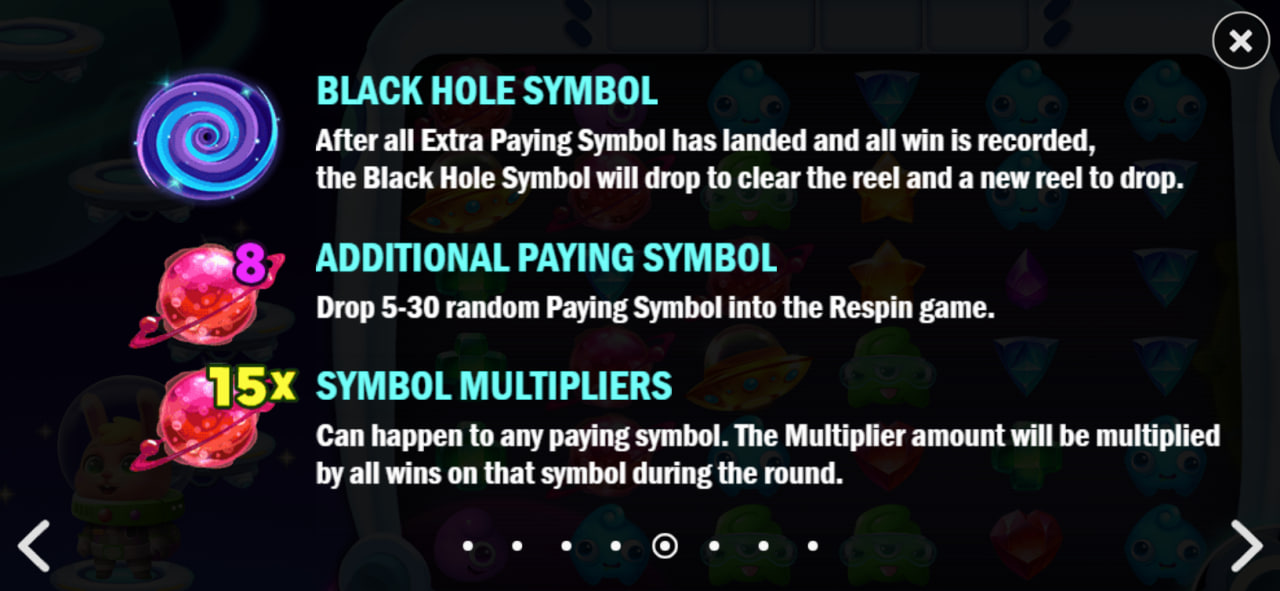 BLACK HOLE SYMBOL
After all Extra Paying Symbol has landed and all win is recorded,
the Black Hole Symbol will drop to clear the reel and a new reel to drop.
8
ADDITIONAL PAYING SYMBOL
Drop 5-30 random Paying Symbol into the Respin game.
15x
SYMBOL MULTIPLIERS
Can happen to any paying symbol. The Multiplier amount will be multiplied
by all wins on that symbol during the round.